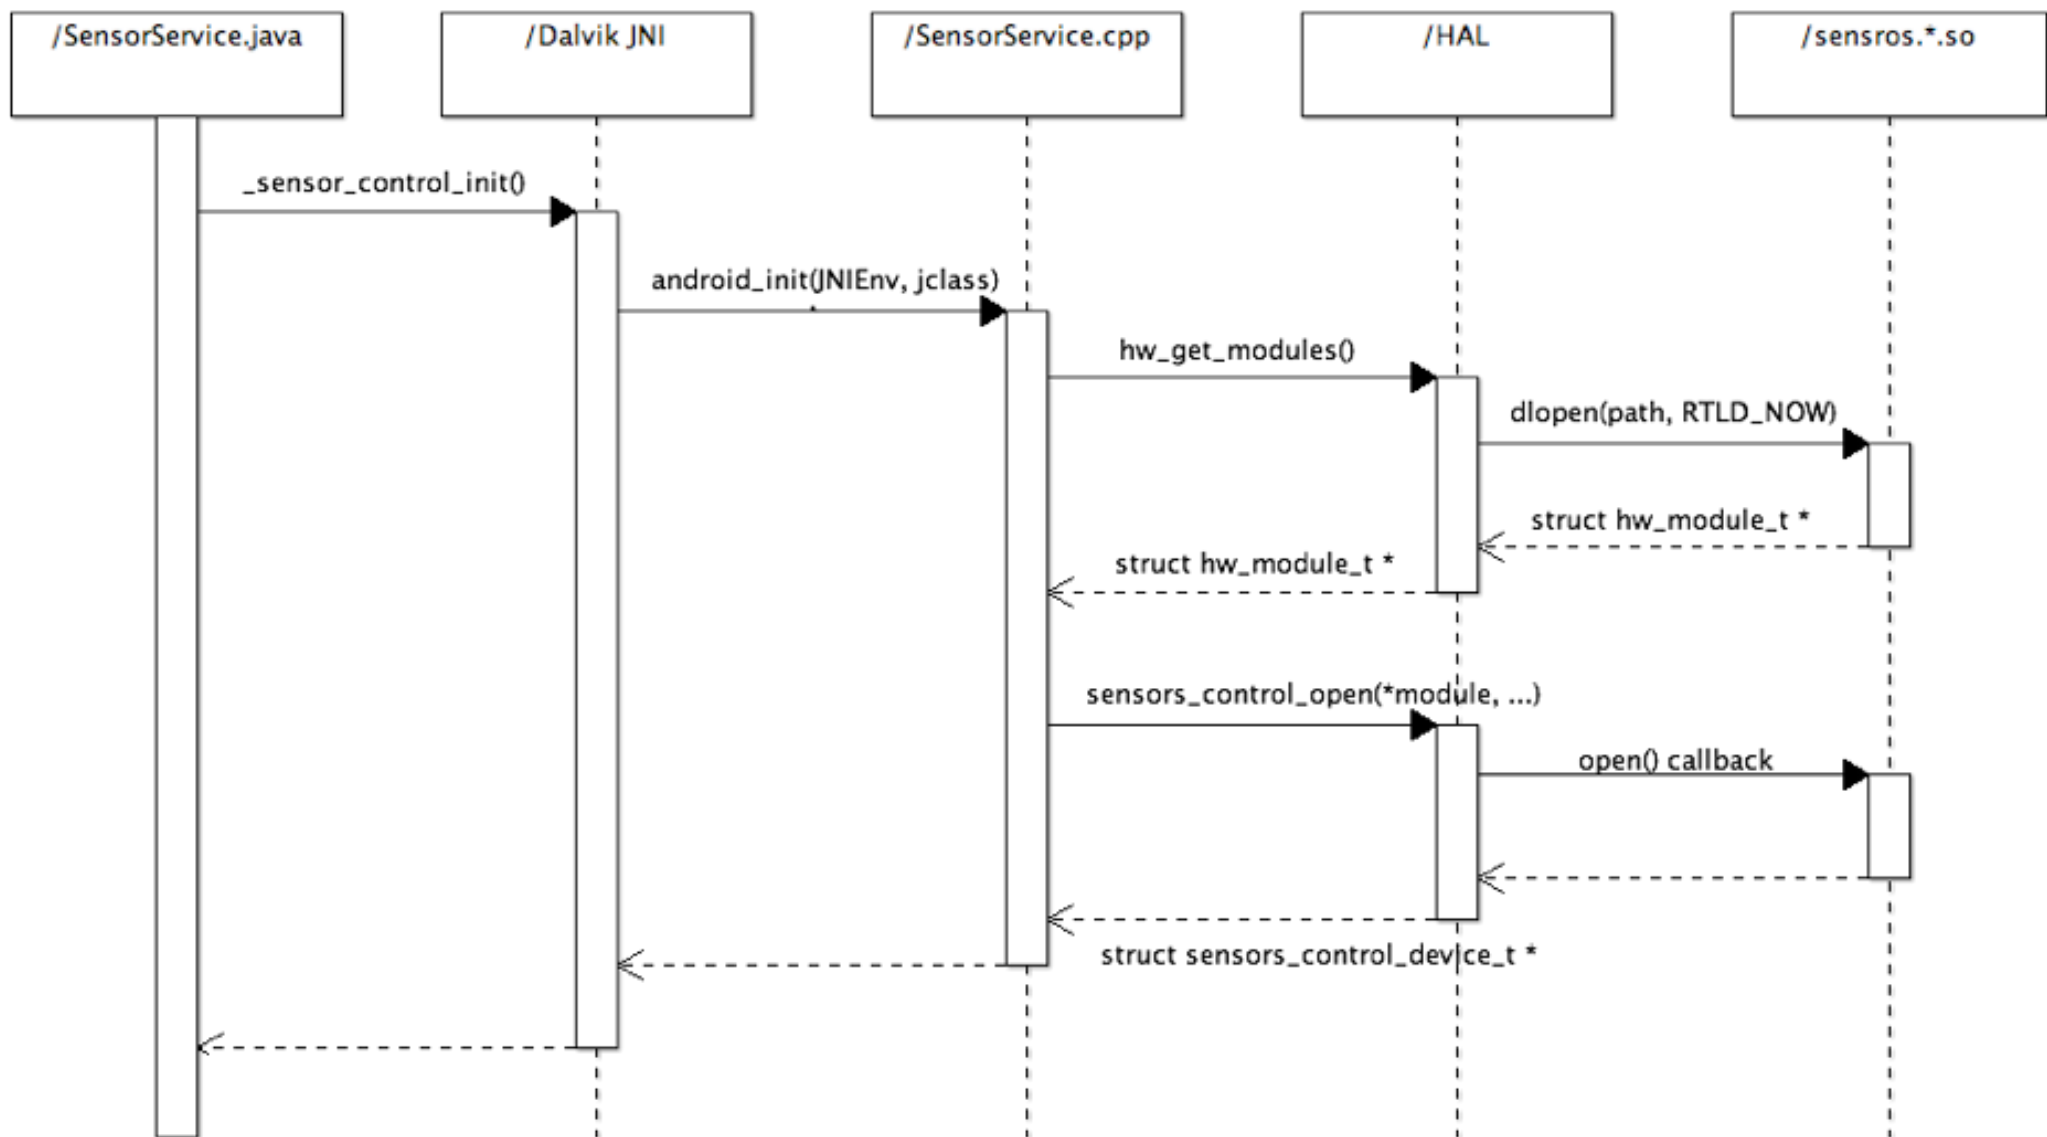 /SensorService.java
/Dalvik JNI
/SensorService.cpp
/HAL
/sensros.*.so
_sensor_control_init()
android_init(JNIEnv, jclass)
hw_get_modules()
dlopen(path, RTLD_NOW)
struct hw_module_t *
struct hw_module_t *
sensors_control_open(*module, ...)
open() callback
struct sensors_control_device_t *